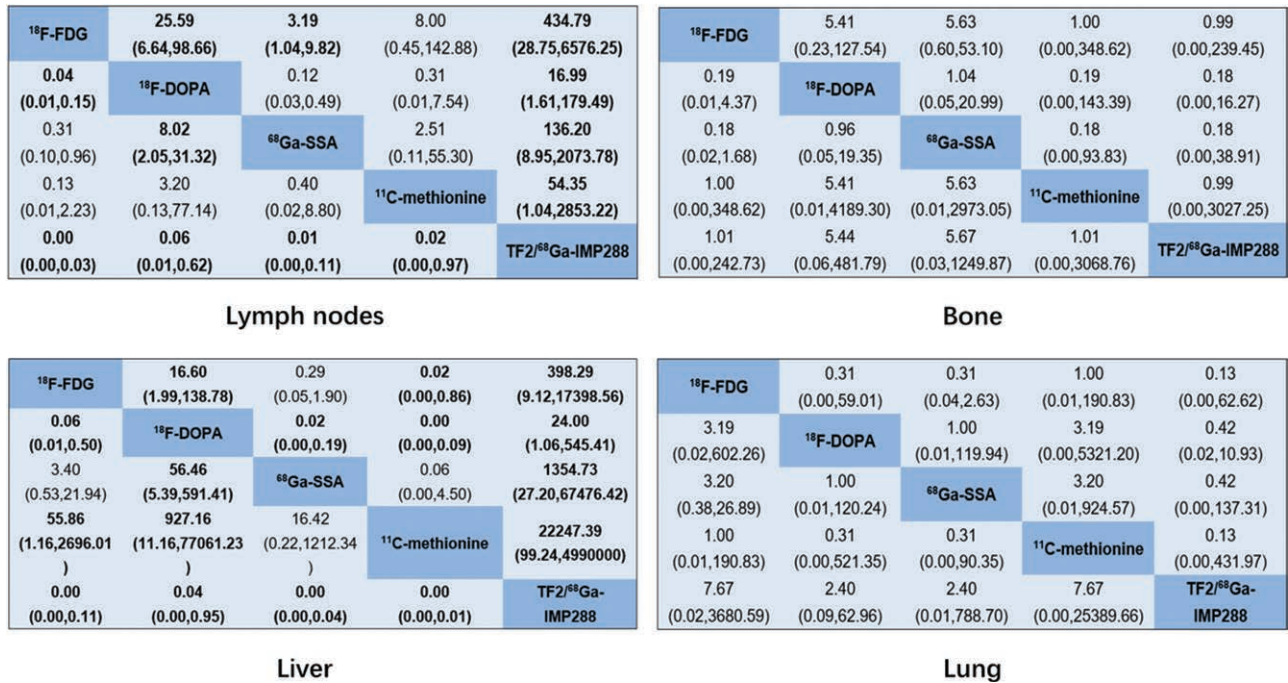 ¹⁸F-FDG 25.59 3.19 8.00 434.79
(6.64,98.66) (1.04,9.82) (0.45,142.88) (28.75,6576.25)
0.04 ¹⁸F-DOPA 0.12 0.31 16.99
(0.01,0.15) (0.03,0.49) (0.01,7.54) (1.61,179.49)
0.31 8.02 ⁶⁸Ga-SSA 2.51 136.20
(0.10,0.96) (2.05,31.32) (0.11,55.30) (8.95,2073.78)
0.13 3.20 0.40 ¹¹C-methionine 54.35
(0.01,2.23) (0.13,77.14) (0.02,8.80) (1.04,2853.22)
0.00 0.06 0.01 0.02 TF2/⁶⁸Ga-IMP288
(0.00,0.03) (0.01,0.62) (0.00,0.11) (0.00,0.97)
Lymph nodes
¹⁸F-FDG 5.41 5.63 1.00 0.99
(0.23,127.54) (0.60,53.10) (0.00,348.62) (0.00,239.45)
0.19 ¹⁸F-DOPA 1.04 0.19 0.18
(0.01,4.37) (0.05,20.99) (0.00,143.39) (0.00,16.27)
0.18 0.96 ⁶⁸Ga-SSA 0.18 0.18
(0.02,1.68) (0.05,19.35) (0.00,93.83) (0.00,38.91)
1.00 5.41 5.63 ¹¹C-methionine 0.99
(0.00,348.62) (0.01,4189.30) (0.01,2973.05) (0.00,3027.25)
1.01 5.44 5.67 1.01 TF2/⁶⁸Ga-IMP288
(0.00,242.73) (0.06,481.79) (0.03,1249.87) (0.00,3068.76)
Bone
¹⁸F-FDG 16.60 0.29 0.02 398.29
(1.99,138.78) (0.05,1.90) (0.00,0.86) (9.12,17398.56)
0.06 ¹⁸F-DOPA 0.02 0.00 24.00
(0.01,0.50) (0.00,0.19) (0.00,0.09) (1.06,545.41)
3.40 56.46 ⁶⁸Ga-SSA 0.06 1354.73
(0.53,21.94) (5.39,591.41) (0.00,4.50) (27.20,67476.42)
55.86 927.16 16.42 ¹¹C-methionine 22247.39
(1.16,2696.01 (11.16,77061.23 (0.22,1212.34 (99.24,4990000)
) ) )
0.00 0.04 0.00 0.00 TF2/⁶⁸Ga-
(0.00,0.11) (0.00,0.95) (0.00,0.04) (0.00,0.01) IMP288
Liver
¹⁸F-FDG 0.31 0.31 1.00 0.13
(0.00,59.01) (0.04,2.63) (0.01,190.83) (0.00,62.62)
3.19 ¹⁸F-DOPA 1.00 3.19 0.42
(0.02,602.26) (0.01,119.94) (0.00,5321.20) (0.02,10.93)
3.20 1.00 ⁶⁸Ga-SSA 3.20 0.42
(0.38,26.89) (0.01,120.24) (0.01,924.57) (0.00,137.31)
1.00 0.31 0.31 ¹¹C-methionine 0.13
(0.01,190.83) (0.00,521.35) (0.00,90.35) (0.00,431.97)
7.67 2.40 2.40 7.67 TF2/⁶⁸Ga-
(0.02,3680.59) (0.09,62.96) (0.01,788.70) (0.00,25389.66) IMP288
Lung